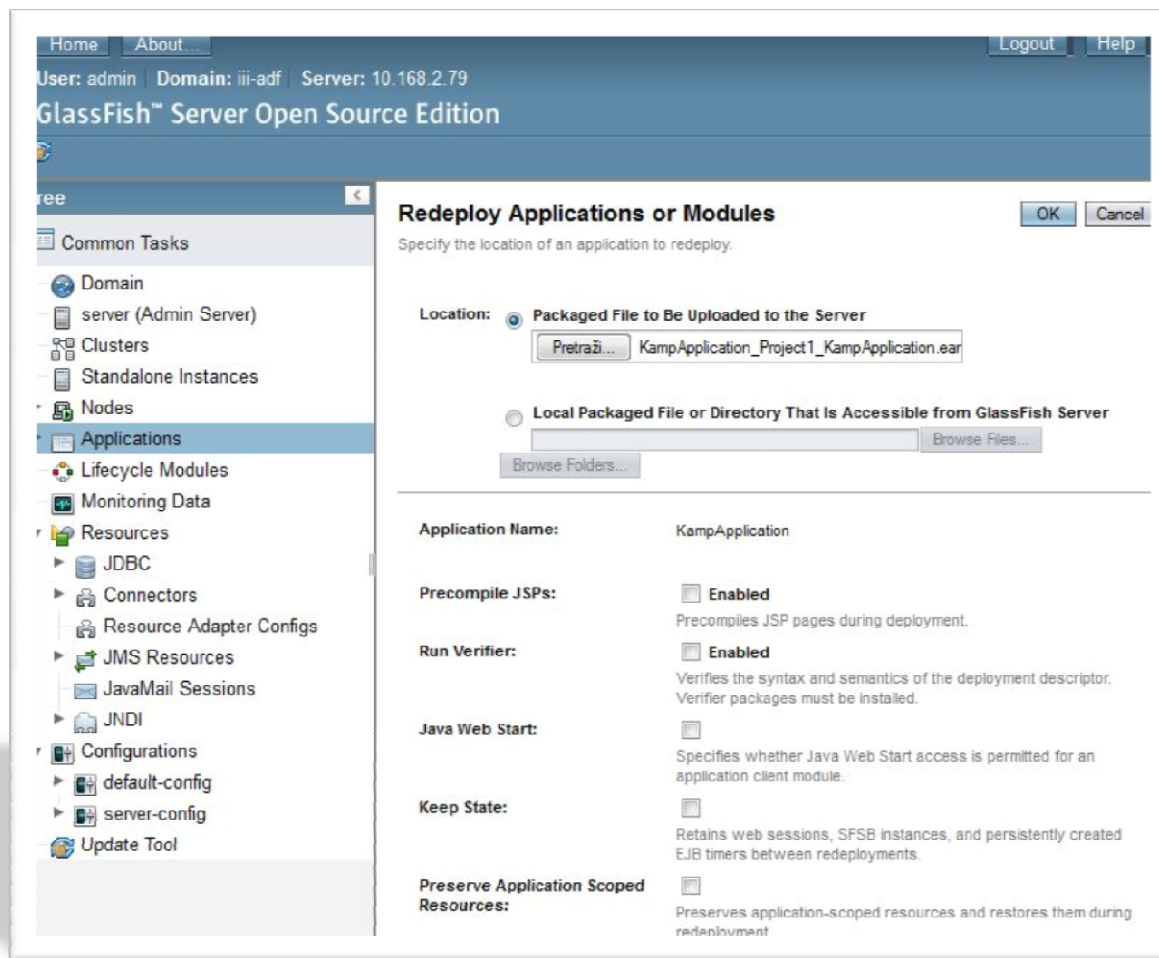 Home About... Logout Help
User: admin Domain: iii-adf Server: 10.168.2.79
GlassFish™ Server Open Source Edition
ree
Common Tasks
Domain
server (Admin Server)
Clusters
Standalone Instances
Nodes
Applications
Lifecycle Modules
Monitoring Data
Resources
JDBC
Connectors
Resource Adapter Configs
JMS Resources
JavaMail Sessions
JNDI
Configurations
default-config
server-config
Update Tool
Redeploy Applications or Modules OK Cancel
Specify the location of an application to redeploy.
Location: Packaged File to Be Uploaded to the Server
Pretraži... KampApplication_Project1_KampApplication.ear
Local Packaged File or Directory That Is Accessible from GlassFish Server
Browse Files...
Browse Folders...
Application Name: KampApplication
Precompile JSPs: Enabled
Precompiles JSP pages during deployment.
Run Verifier: Enabled
Verifies the syntax and semantics of the deployment descriptor.
Verifier packages must be installed.
Java Web Start:
Specifies whether Java Web Start access is permitted for an
application client module.
Keep State:
Retains web sessions, SFSB instances, and persistently created
EJB timers between redeployments.
Preserve Application Scoped
Resources:
Preserves application-scoped resources and restores them during
redeployment